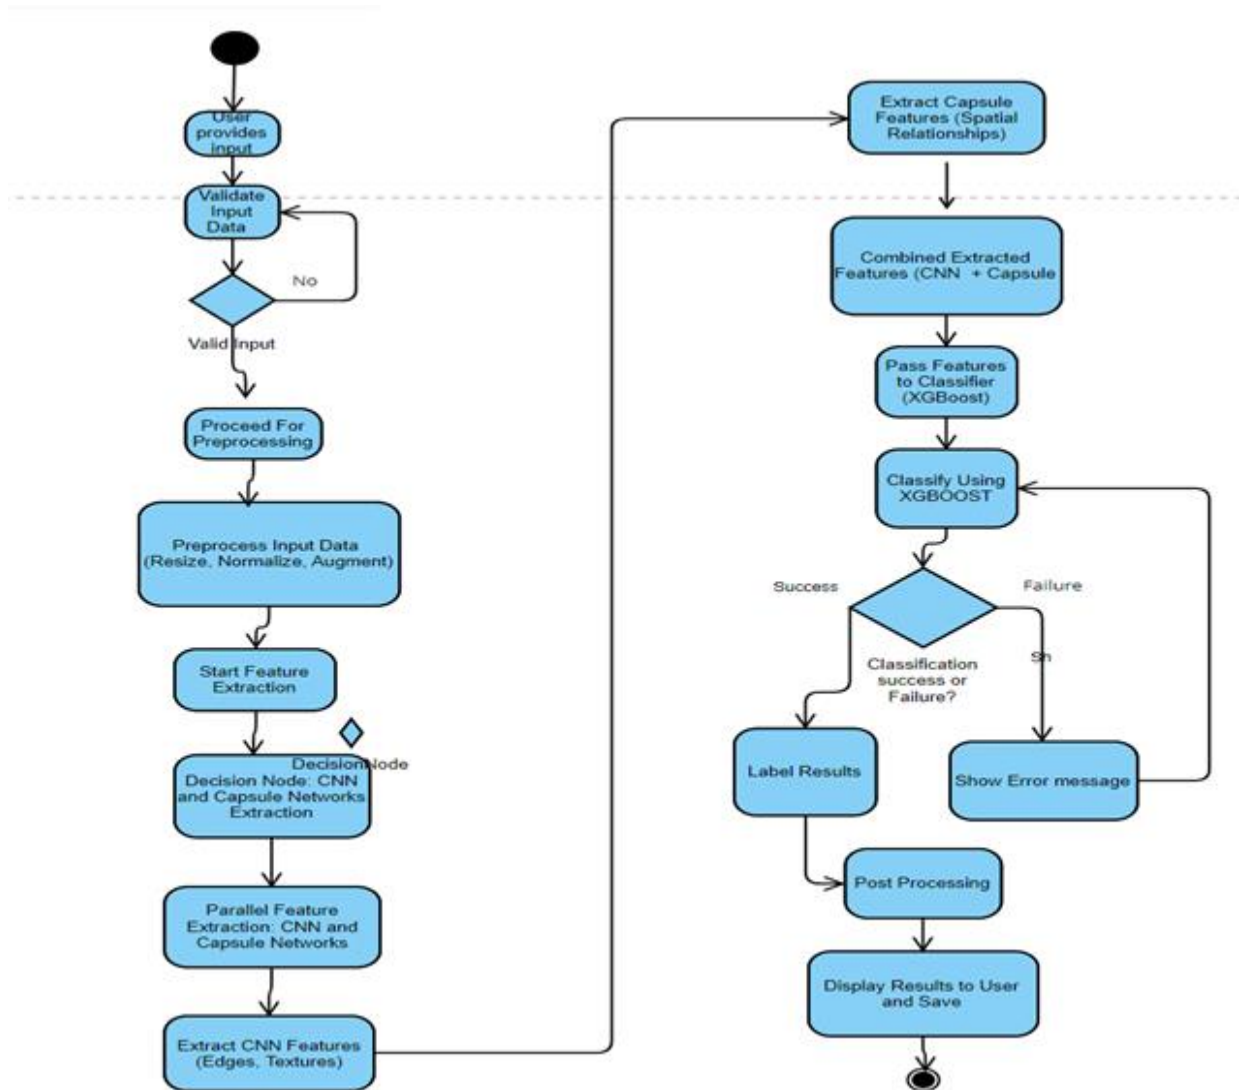 User
provides
input
Validate
Input
Data
No
Valid Input
Proceed For
Preprocessing
Preprocess Input Data
(Resize, Normalize, Augment)
Start Feature
Extraction
DecisionNode
Decision Node: CNN
and Capsule Networks
Extraction
Parallel Feature
Extraction: CNN and
Capsule Networks
Extract CNN Features
(Edges, Textures)
Extract Capsule
Features (Spatial
Relationships)
Combined Extracted
Features (CNN + Capsule
Pass Features
to Classifier
(XGBoost)
Classify Using
XGBOOST
Success
Failure
Sh
Classification
success or
Failure?
Label Results
Show Error message
Post Processing
Display Results to User
and Save